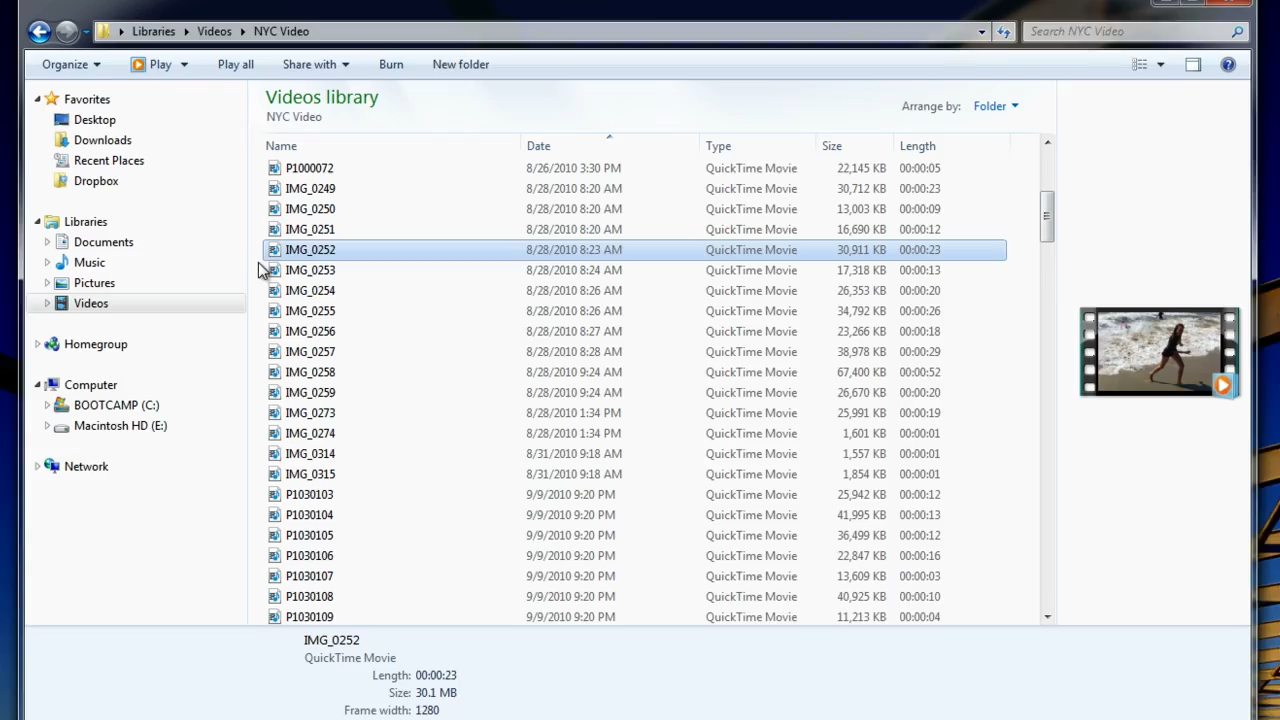 Libraries Videos NYC Video Search NYC Video
Organize Play Play all Share with Burn New folder
Favorites
Desktop
Downloads
Recent Places
Dropbox
Libraries
Documents
Music
Pictures
Videos
Homegroup
Computer
BOOTCAMP (C:)
Macintosh HD (E:)
Network
Videos library
NYC Video
Arrange by: Folder
Name Date Type Size Length
P1000072 8/26/2010 3:30 PM QuickTime Movie 22,145 KB 00:00:05
IMG_0249 8/28/2010 8:20 AM QuickTime Movie 30,712 KB 00:00:23
IMG_0250 8/28/2010 8:20 AM QuickTime Movie 13,003 KB 00:00:09
IMG_0251 8/28/2010 8:20 AM QuickTime Movie 16,690 KB 00:00:12
IMG_0252 8/28/2010 8:23 AM QuickTime Movie 30,911 KB 00:00:23
IMG_0253 8/28/2010 8:24 AM QuickTime Movie 17,318 KB 00:00:13
IMG_0254 8/28/2010 8:26 AM QuickTime Movie 26,353 KB 00:00:20
IMG_0255 8/28/2010 8:26 AM QuickTime Movie 34,792 KB 00:00:26
IMG_0256 8/28/2010 8:27 AM QuickTime Movie 23,266 KB 00:00:18
IMG_0257 8/28/2010 8:28 AM QuickTime Movie 38,978 KB 00:00:29
IMG_0258 8/28/2010 9:24 AM QuickTime Movie 67,400 KB 00:00:52
IMG_0259 8/28/2010 9:24 AM QuickTime Movie 26,670 KB 00:00:20
IMG_0273 8/28/2010 1:34 PM QuickTime Movie 25,991 KB 00:00:19
IMG_0274 8/28/2010 1:34 PM QuickTime Movie 1,601 KB 00:00:01
IMG_0314 8/31/2010 9:18 AM QuickTime Movie 1,557 KB 00:00:01
IMG_0315 8/31/2010 9:18 AM QuickTime Movie 1,854 KB 00:00:01
P1030103 9/9/2010 9:20 PM QuickTime Movie 25,942 KB 00:00:12
P1030104 9/9/2010 9:20 PM QuickTime Movie 41,995 KB 00:00:13
P1030105 9/9/2010 9:20 PM QuickTime Movie 36,499 KB 00:00:12
P1030106 9/9/2010 9:20 PM QuickTime Movie 22,847 KB 00:00:16
P1030107 9/9/2010 9:20 PM QuickTime Movie 13,609 KB 00:00:03
P1030108 9/9/2010 9:20 PM QuickTime Movie 40,925 KB 00:00:10
P1030109 9/9/2010 9:20 PM QuickTime Movie 11,213 KB 00:00:04
IMG_0252
QuickTime Movie
Length: 00:00:23
Size: 30.1 MB
Frame width: 1280